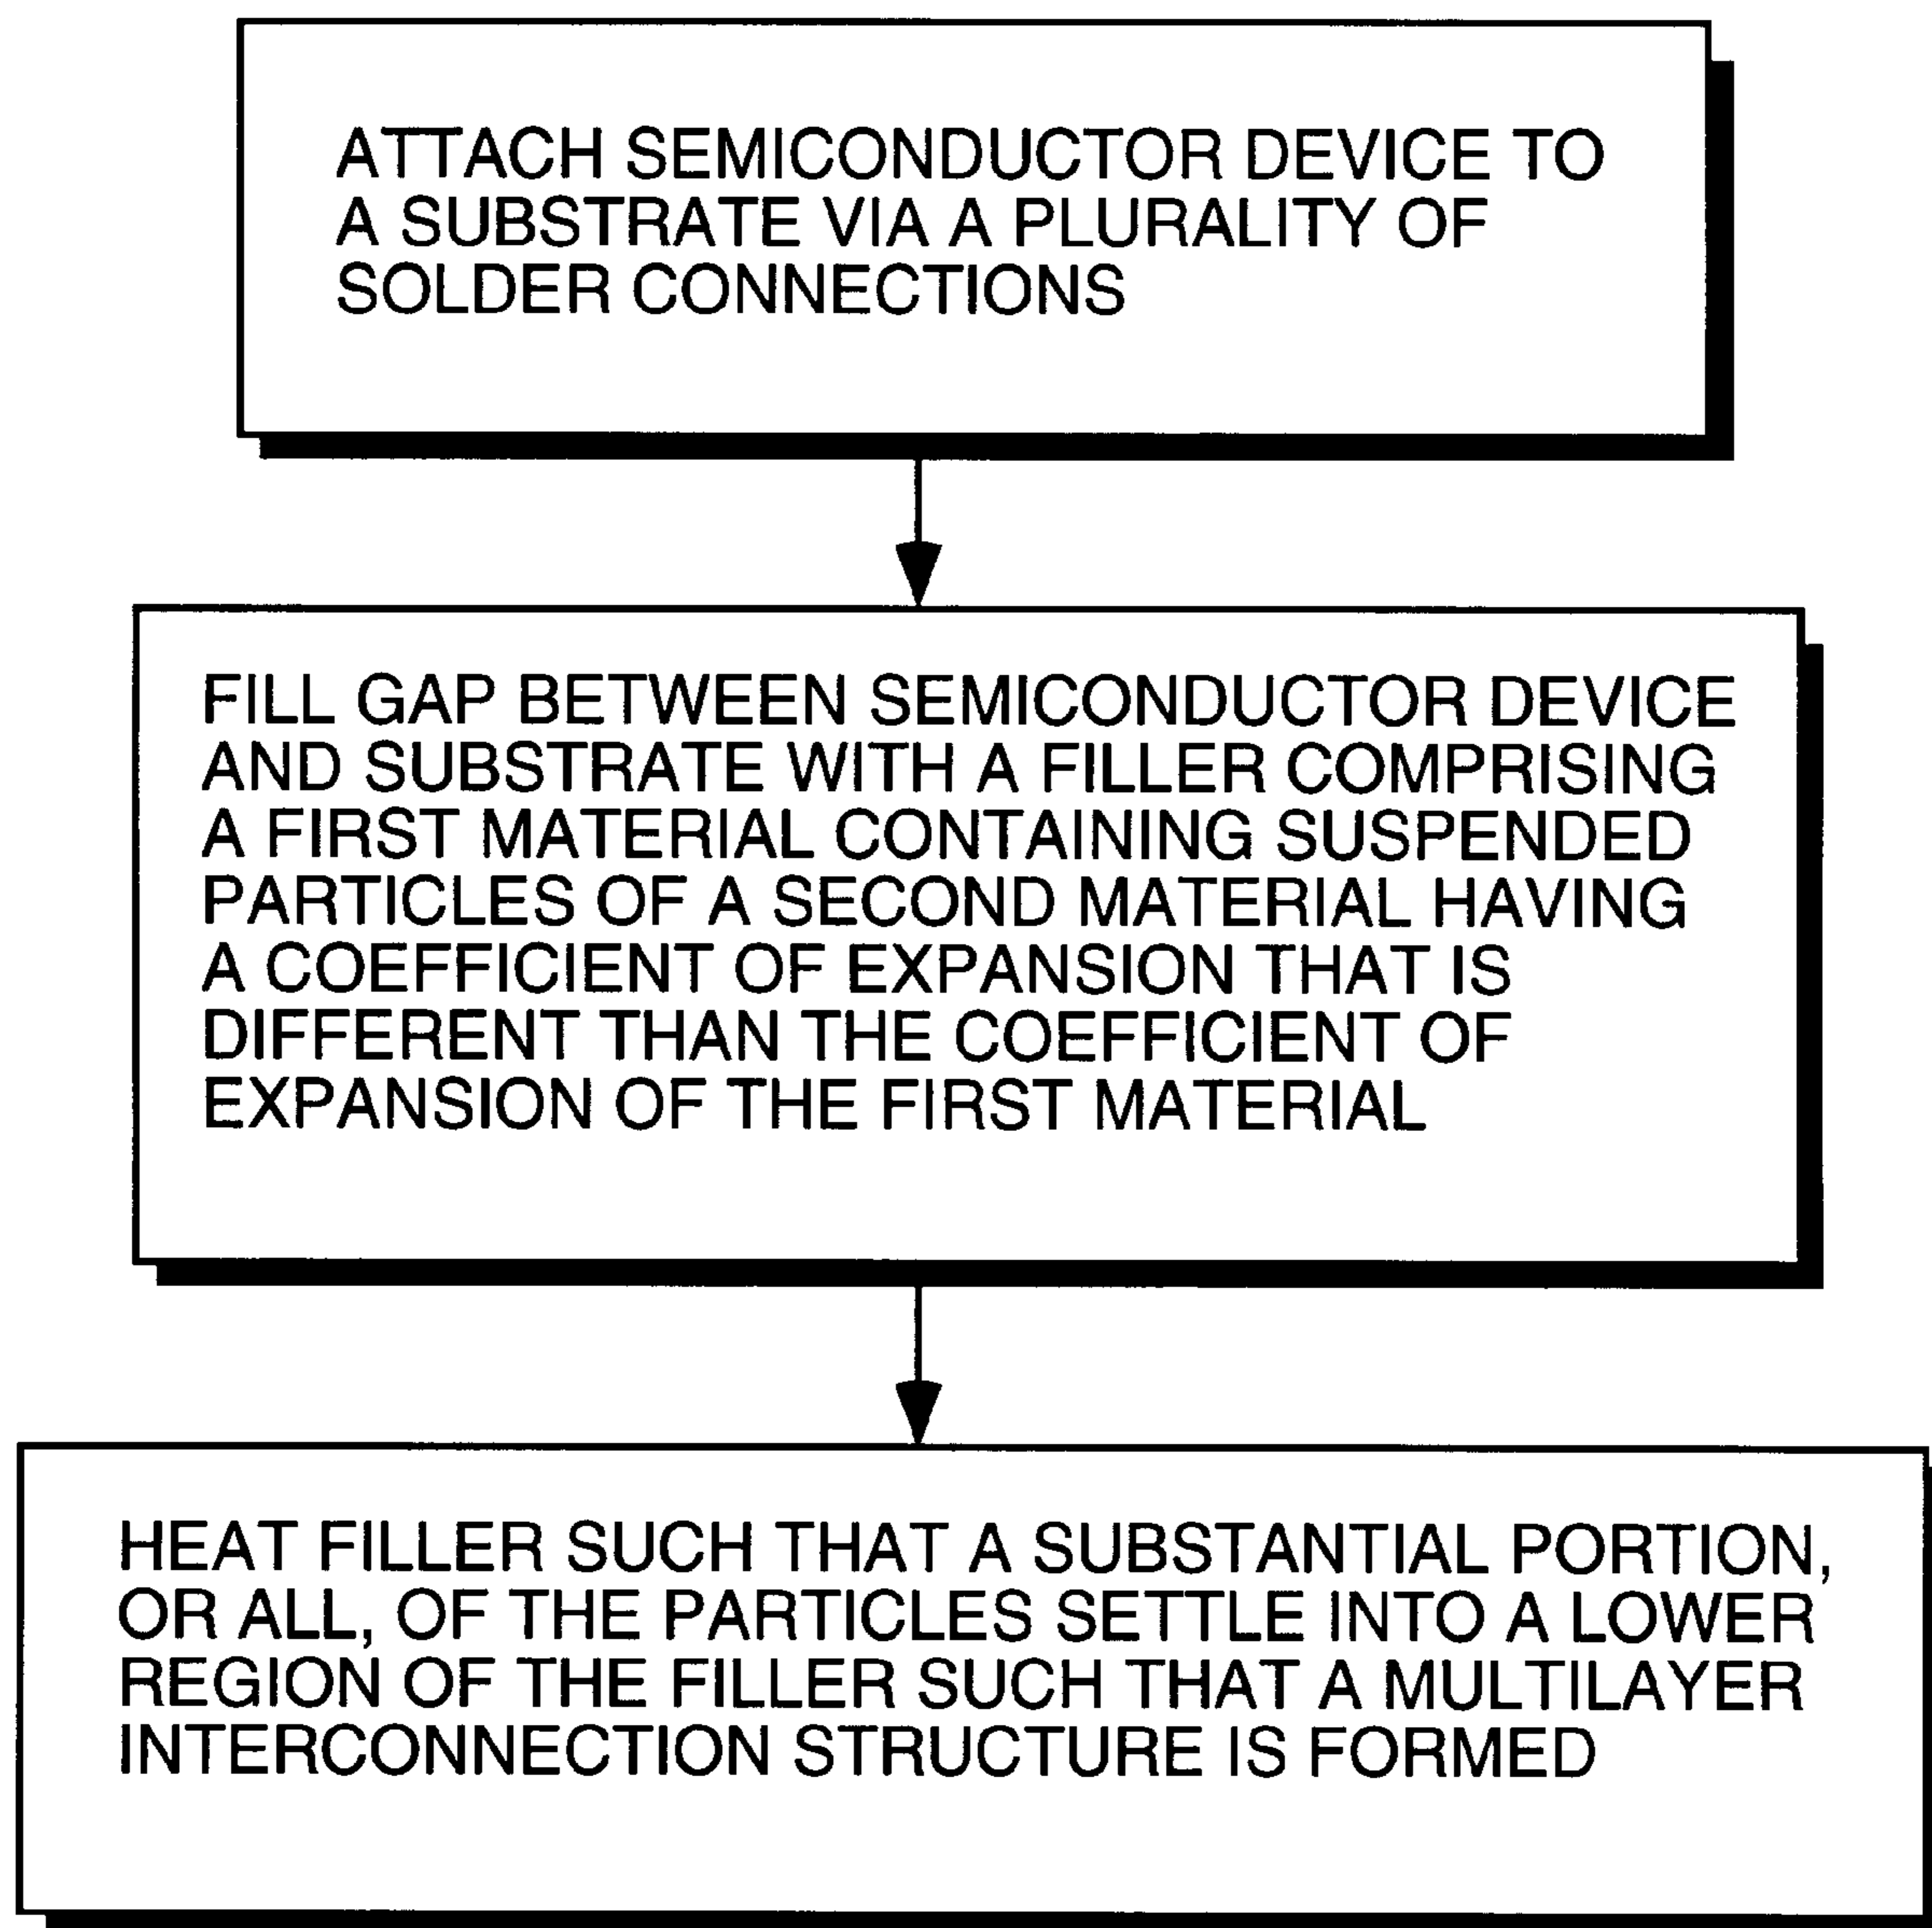 ATTACH SEMICONDUCTOR DEVICE TO
A SUBSTRATE VIA A PLURALITY OF
SOLDER CONNECTIONS
FILL GAP BETWEEN SEMICONDUCTOR DEVICE
AND SUBSTRATE WITH A FILLER COMPRISING
A FIRST MATERIAL CONTAINING SUSPENDED
PARTICLES OF A SECOND MATERIAL HAVING
A COEFFICIENT OF EXPANSION THAT IS
DIFFERENT THAN THE COEFFICIENT OF
EXPANSION OF THE FIRST MATERIAL
HEAT FILLER SUCH THAT A SUBSTANTIAL PORTION,
OR ALL, OF THE PARTICLES SETTLE INTO A LOWER
REGION OF THE FILLER SUCH THAT A MULTILAYER
INTERCONNECTION STRUCTURE IS FORMED